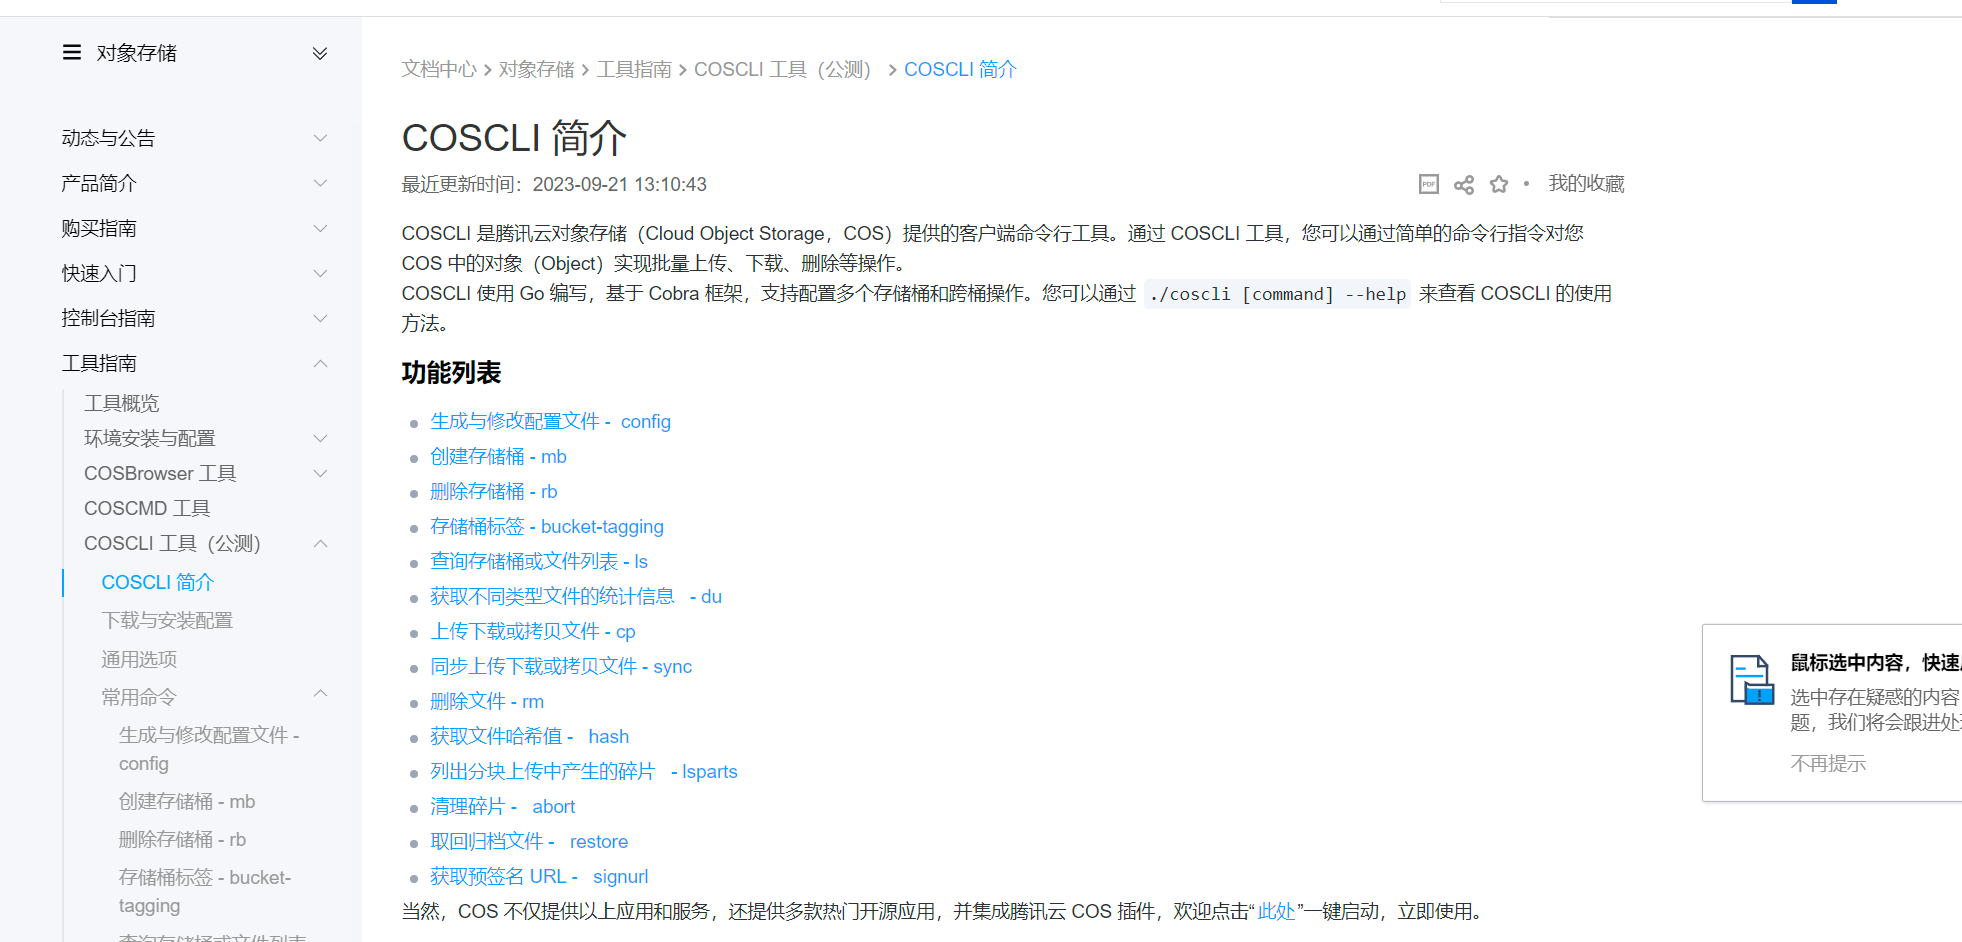 对象存储
动态与公告
产品简介
购买指南
快速入门
控制台指南
工具指南
工具概览
环境安装与配置
COSBrowser 工具
COSCMD 工具
COSCLI 工具（公测）
COSCLI 简介
下载与安装配置
通用选项
常用命令
生成与修改配置文件 -
config
创建存储桶 - mb
删除存储桶 - rb
存储桶标签 - bucket-
tagging
查询存储桶或文件列表
文档中心 > 对象存储 > 工具指南 > COSCLI 工具（公测） > COSCLI 简介
COSCLI 简介
最近更新时间：2023-09-21 13:10:43
PDF
我的收藏
COSCLI 是腾讯云对象存储（Cloud Object Storage，COS）提供的客户端命令行工具。通过 COSCLI 工具，您可以通过简单的命令行指令对您
COS 中的对象（Object）实现批量上传、下载、删除等操作。
COSCLI 使用 Go 编写，基于 Cobra 框架，支持配置多个存储桶和跨桶操作。您可以通过 ./coscli [command] --help 来查看 COSCLI 的使用
方法。
功能列表
生成与修改配置文件 - config
创建存储桶 - mb
删除存储桶 - rb
存储桶标签 - bucket-tagging
查询存储桶或文件列表 - ls
获取不同类型文件的统计信息 - du
上传下载或拷贝文件 - cp
同步上传下载或拷贝文件 - sync
删除文件 - rm
获取文件哈希值 - hash
列出分块上传中产生的碎片 - lsparts
清理碎片 - abort
取回归档文件 - restore
获取预签名 URL - signurl
当然，COS 不仅提供以上应用和服务，还提供多款热门开源应用，并集成腾讯云 COS 插件，欢迎点击“此处”一键启动，立即使用。
鼠标选中内容，快速
选中存在疑惑的内容
题，我们将会跟进处
不再提示